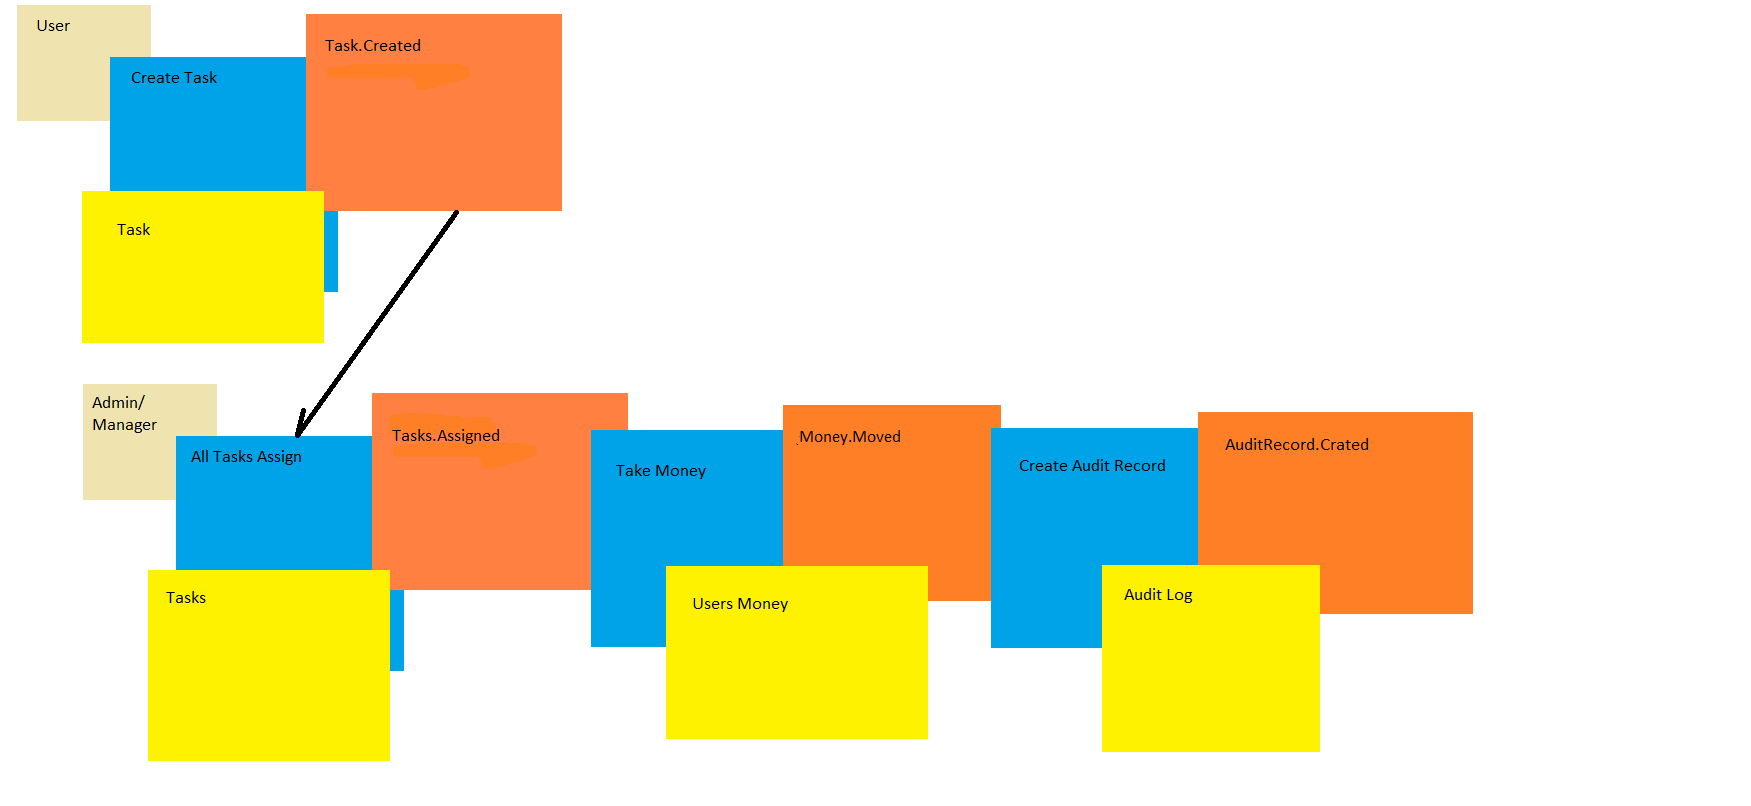 User
Create Task
Task.Created
Task
Admin/
Manager
All Tasks Assign
Tasks.Assigned
Take Money
Money.Moved
Create Audit Record
AuditRecord.Crated
Tasks
Users Money
Audit Log